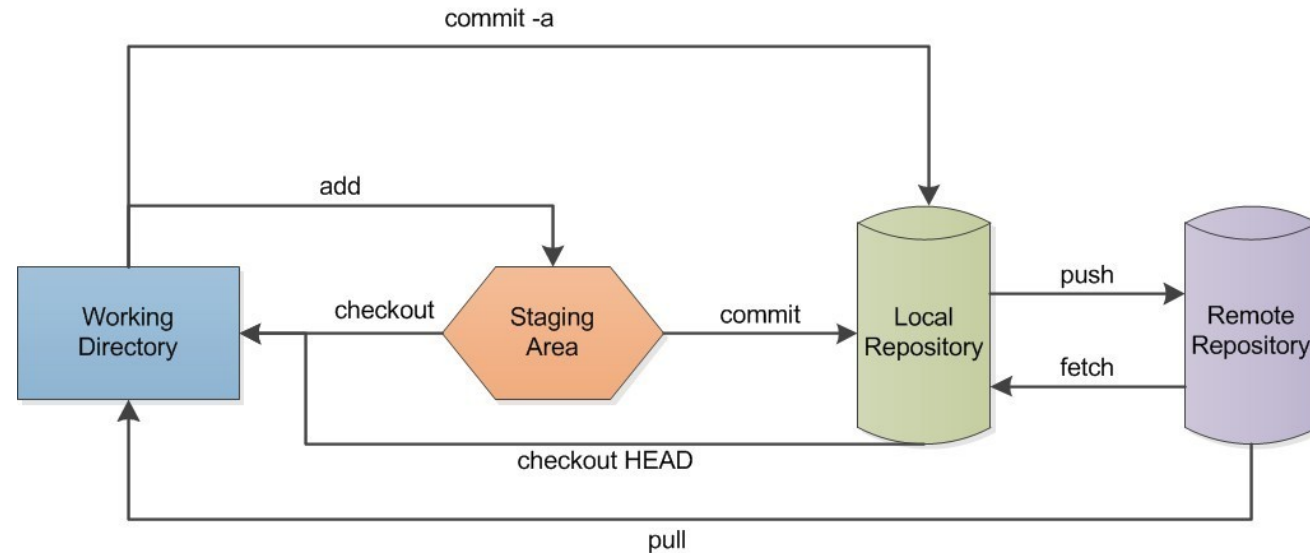 commit -a
add
Working
Directory
checkout
Staging
Area
commit
Local
Repository
push
fetch
Remote
Repository
checkout HEAD
pull